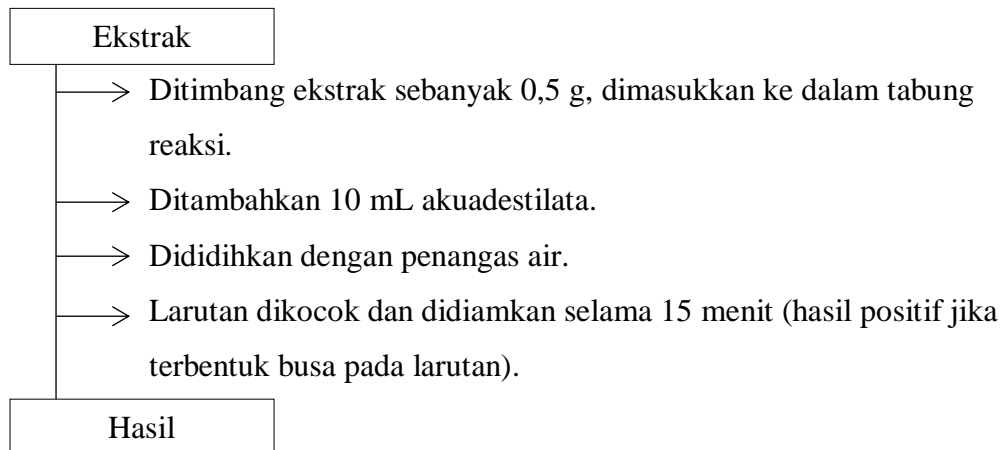 Ekstrak
Ditimbang ekstrak sebanyak 0,5 g, dimasukkan ke dalam tabung
reaksi.
Ditambahkan 10 mL akuadestilata.
Dididihkan dengan penangas air.
Larutan dikocok dan didiamkan selama 15 menit (hasil positif jika
terbentuk busa pada larutan).
Hasil